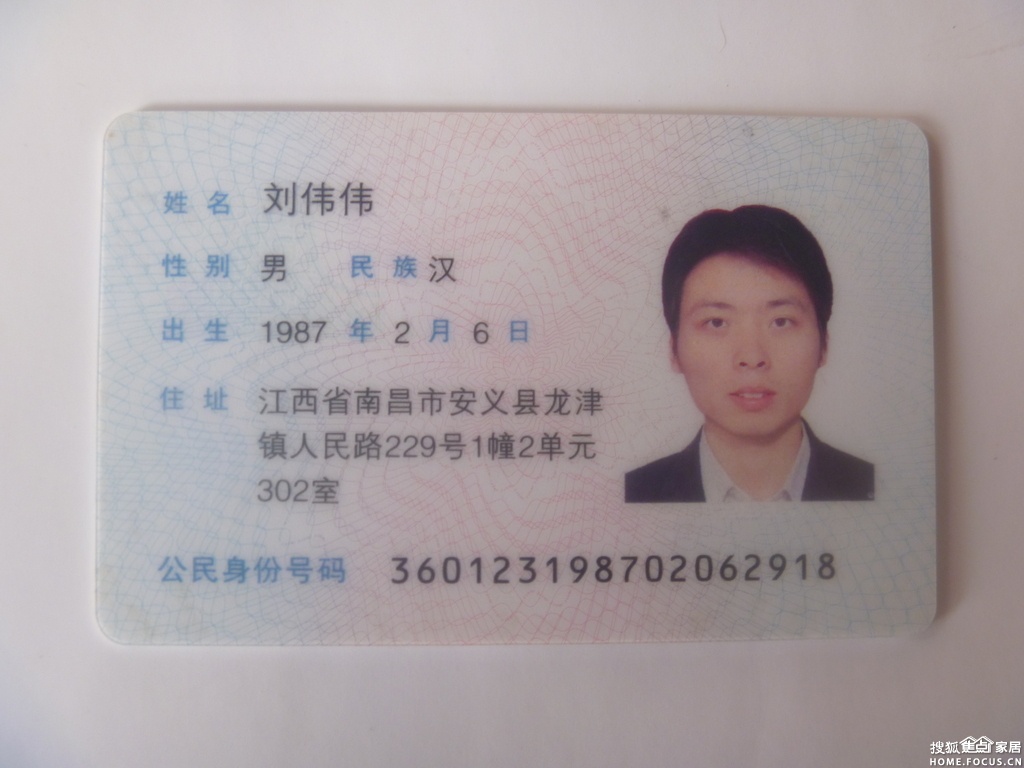 姓名 刘伟伟
性别 男 民族 汉
出生 1987 年 2 月 6 日
住址 江西省南昌市安义县龙津
镇人民路229号1幢2单元
302室
公民身份号码 360123198702062918
搜狐焦点家居
HOME.FOCUS.CN